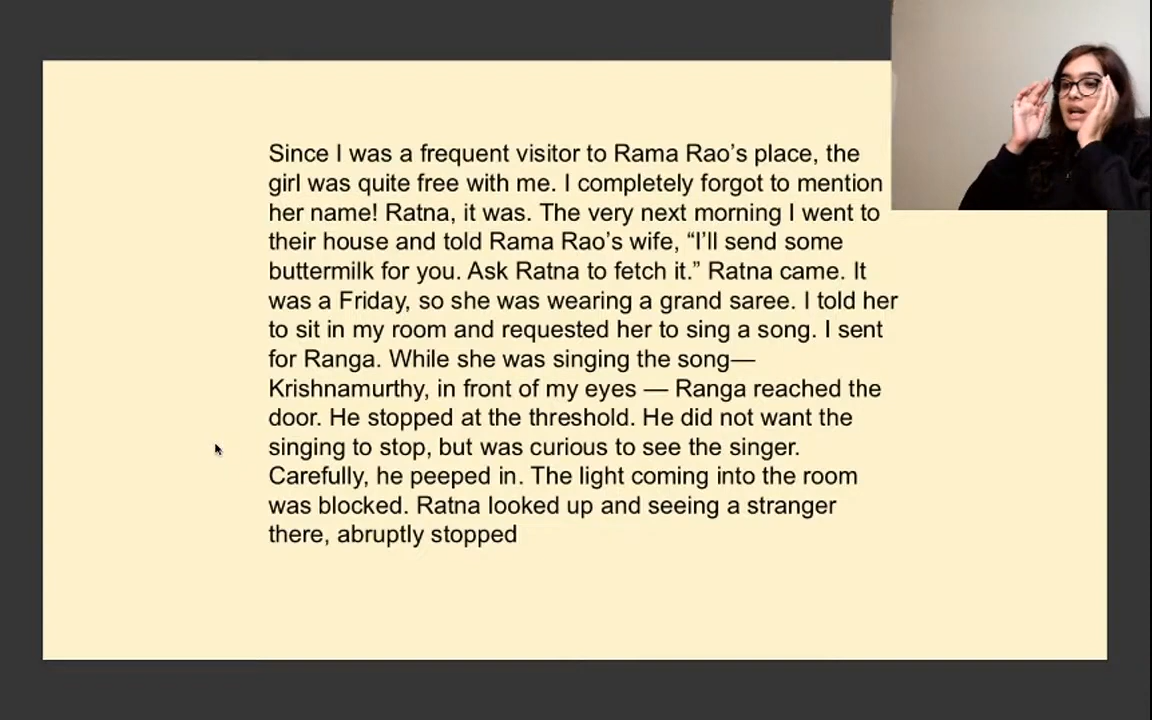 Since I was a frequent visitor to Rama Rao’s place, the
girl was quite free with me. I completely forgot to mention
her name! Ratna, it was. The very next morning I went to
their house and told Rama Rao’s wife, “I’ll send some
buttermilk for you. Ask Ratna to fetch it.” Ratna came. It
was a Friday, so she was wearing a grand saree. I told her
to sit in my room and requested her to sing a song. I sent
for Ranga. While she was singing the song—
Krishnamurthy, in front of my eyes — Ranga reached the
door. He stopped at the threshold. He did not want the
singing to stop, but was curious to see the singer.
Carefully, he peeped in. The light coming into the room
was blocked. Ratna looked up and seeing a stranger
there, abruptly stopped